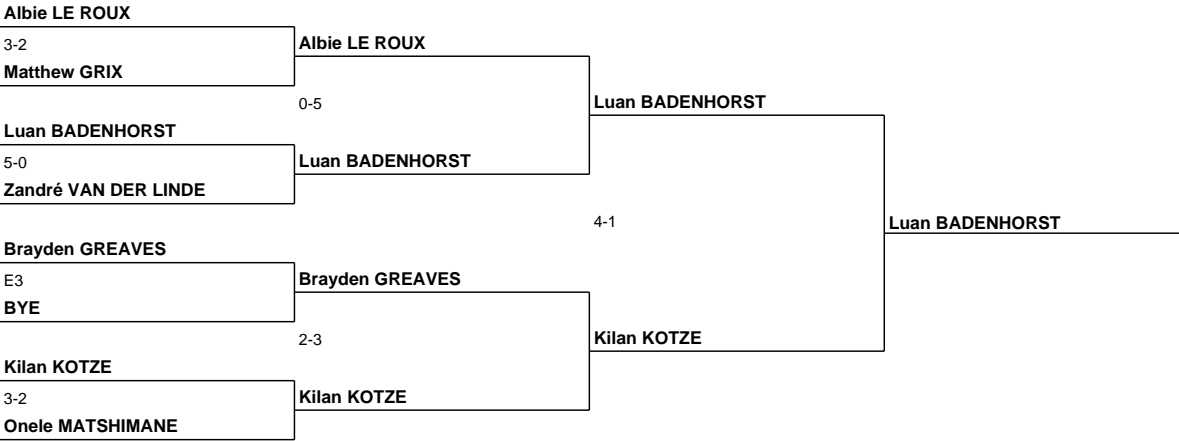 Albie LE ROUX
3-2
Albie LE ROUX
Matthew GRIX
0-5
Luan BADENHORST
Luan BADENHORST
5-0
Luan BADENHORST
Zandré VAN DER LINDE
4-1
Luan BADENHORST
Brayden GREAVES
E3
Brayden GREAVES
BYE
2-3
Kilan KOTZE
Kilan KOTZE
3-2
Kilan KOTZE
Onele MATSHIMANE